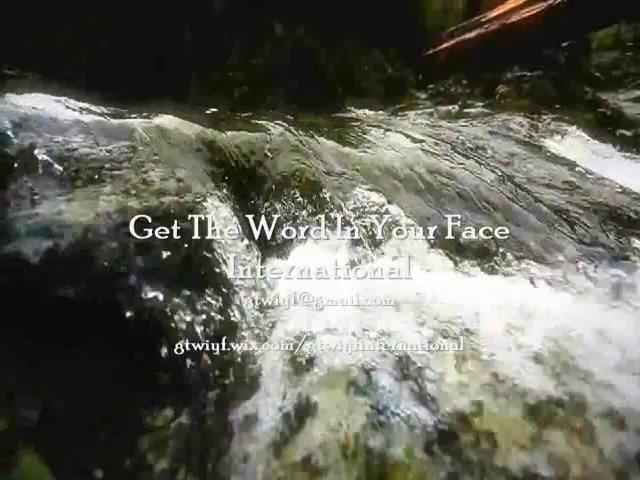 Get The Word In Your Face
International
gtwiyf@gmail.com
gtwiyf.wix.com/gtwiyfinternational